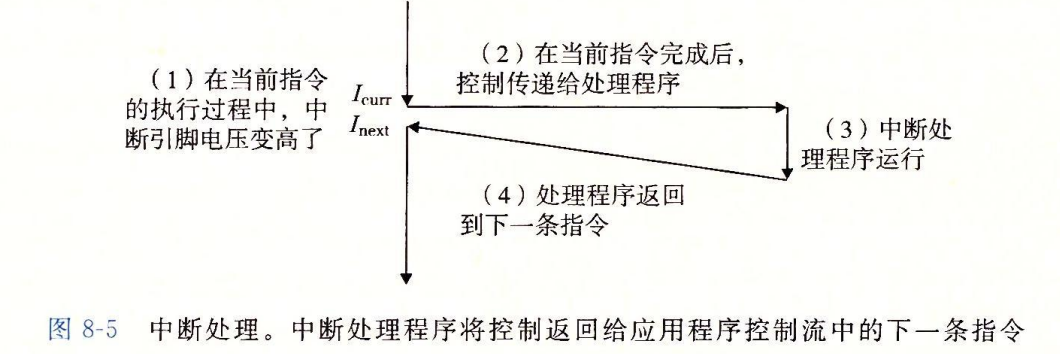 (1)在当前指令
的执行过程中,中
断引脚电压变高了
Icurr
Inext
(2)在当前指令完成后,
控制传递给处理程序
(3)中断处
理程序运行
(4)处理程序返回
到下一条指令
图 8-5 中断处理。中断处理程序将控制返回给应用程序控制流中的下一条指令